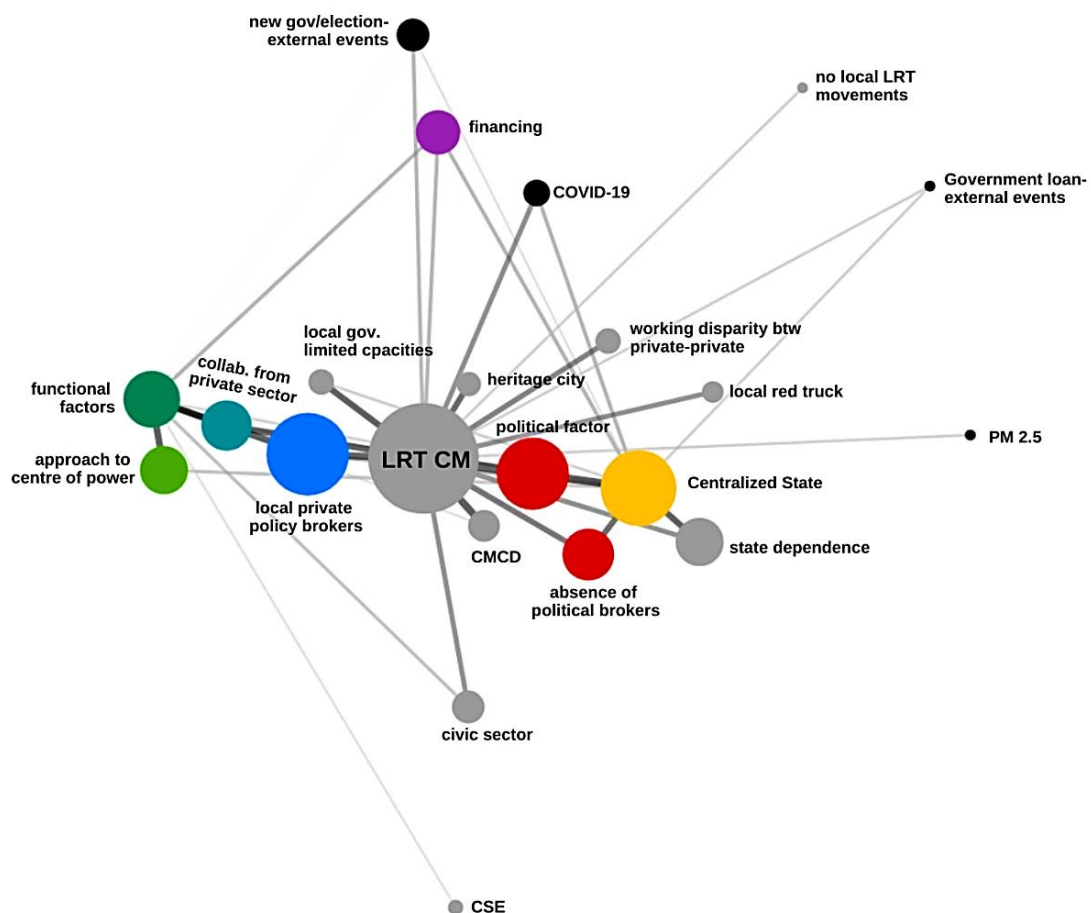 new gov/election-
external events
no local LRT
movements
financing
Government loan-
external events
COVID-19
local gov.
limited cpacities
working disparity btw
private-private
collab. from
private sector
heritage city
functional
factors
local red truck
political factor
PM 2.5
LRT CM
approach to
centre of power
Centralized State
local private
policy brokers
CMCD
state dependence
absence of
political brokers
civic sector
CSE